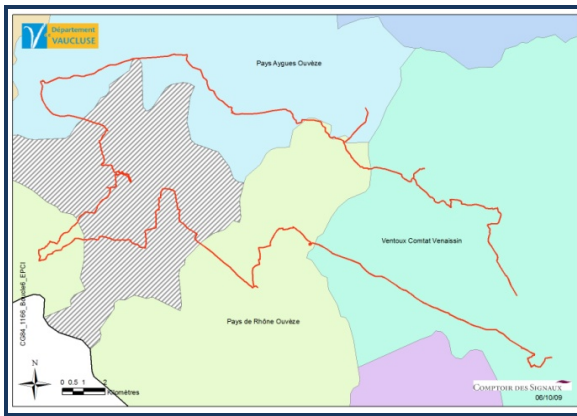 Département
VAUCLUSE
Pays Aygues Ouvèze
Ventoux Comtat Venaissin
Pays de Rhône Ouvèze
CG84_1166_Boucle6_EPCI
N
0 0.5 1 2
Kilomètres
COMPTOIR DES SIGNAUX
06/10/09